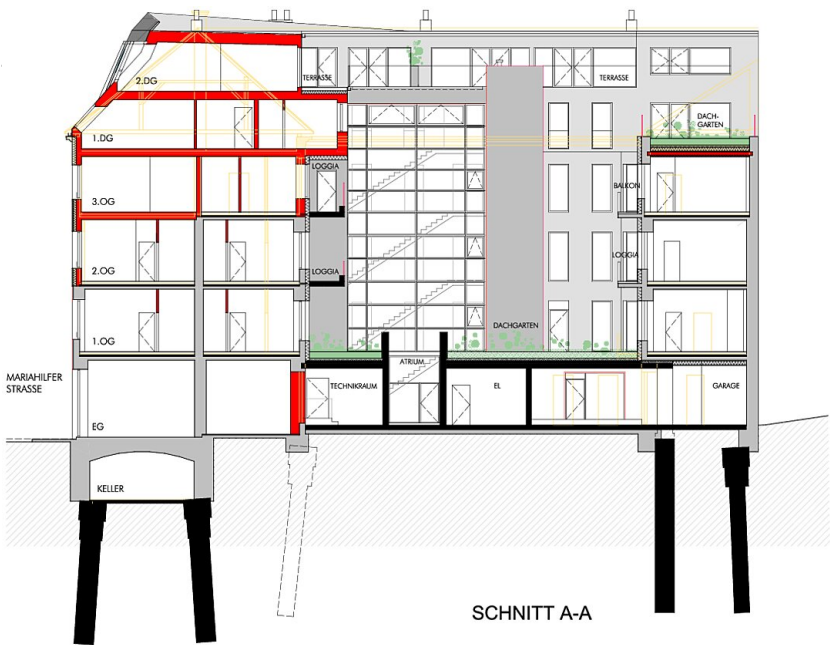 2.DG
TERRASSE
TERRASSE
1.DG
DACH-
GARTEN
LOGGIA
3.OG
BALKON
2.OG
LOGGIA
LOGGIA
1.OG
DACHGARTEN
ATRIUM
MARIAHILFER
STRASSE
TECHNIKRAUM
EL
GARAGE
EG
KELLER
SCHNITT A-A